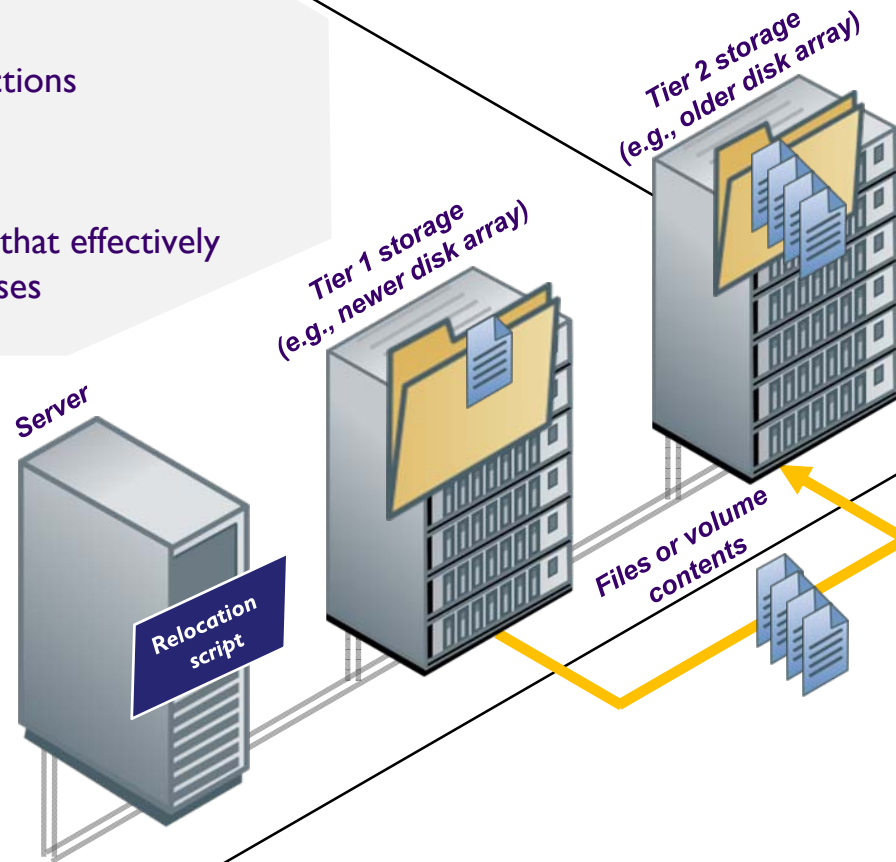 ctions
that effectively
ses
Tier 2 storage
(e.g., older disk array)
Tier 1 storage
(e.g., newer disk array)
Server
Relocation
script
Files or volume
contents